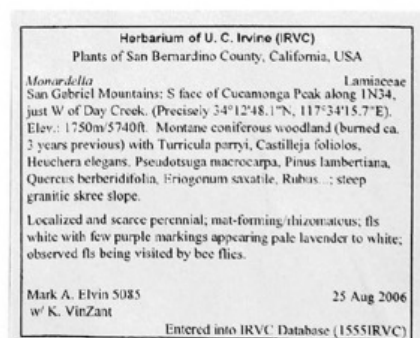 Herbarium of U. C. Irvine (IRVC)
Plants of San Bernardino County, California, USA
Monardella Lamiaceae
San Gabriel Mountains: S face of Cucamonga Peak along 1N34,
just W of Day Creek. (Precisely 34°12'48.1"N, 117°34'15.7"E).
Elev.: 1750m/5740ft. Montane coniferous woodland (burned ca.
3 years previous) with Turricula parryi, Castilleja foliolos,
Heuchera elegans, Pseudotsuga macrocarpa, Pinus lambertiana,
Quercus berberidifolia, Eriogonum saxatile, Rubus...; steep
granitic skree slope.
Localized and scarce perennial; mat-forming/rhizomatous; fls
white with few purple markings appearing pale lavender to white;
observed fls being visited by bee flies.
Mark A. Elvin 5085 25 Aug 2006
w/ K. VinZant
Entered into IRVC Database (1555IRVC)